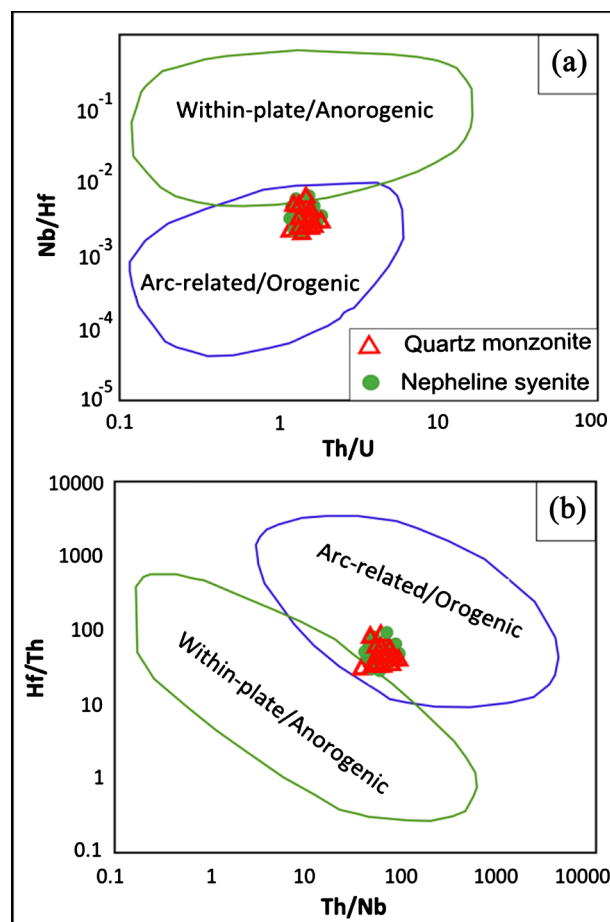 (a)
Nb/Hf
10-1
10-2
10-3
10-4
10-5
Within-plate/Anorogenic
Arc-related/Orogenic
Quartz monzonite
Nepheline syenite
0.1
1
10
100
Th/U
(b)
Hf/Th
10000
1000
100
10
1
0.1
Arc-related/Orogenic
Within-plate/Anorogenic
0.1
1
10
100
1000
10000
Th/Nb